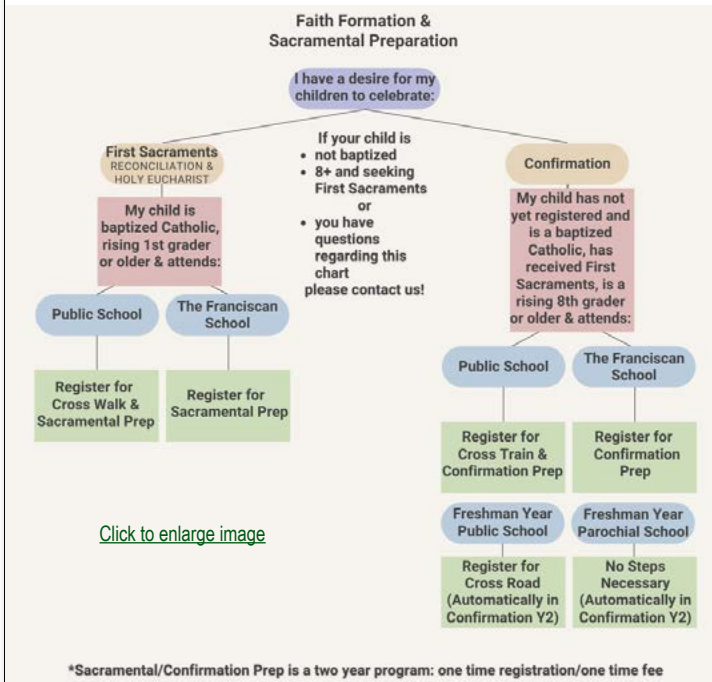 Faith Formation &
Sacramental Preparation
I have a desire for my
children to celebrate:
First Sacraments
RECONCILIATION &
HOLY EUCHARIST
My child is
baptized Catholic,
rising 1st grader
or older & attends:
Public School
The Franciscan
School
Register for
Cross Walk &
Sacramental Prep
Register for
Sacramental Prep
If your child is
• not baptized
• 8+ and seeking
First Sacraments
or
• you have
questions
regarding this
chart
please contact us!
Confirmation
My child has not
yet registered and
is a baptized
Catholic, has
received First
Sacraments, is a
rising 8th grader
or older & attends:
Public School
The Franciscan
School
Register for
Cross Train &
Confirmation Prep
Register for
Confirmation
Prep
Freshman Year
Public School
Freshman Year
Parochial School
Register for
Cross Road
(Automatically in
Confirmation Y2)
No Steps
Necessary
(Automatically in
Confirmation Y2)
Click to enlarge image
*Sacramental/Confirmation Prep is a two year program: one time registration/one time fee